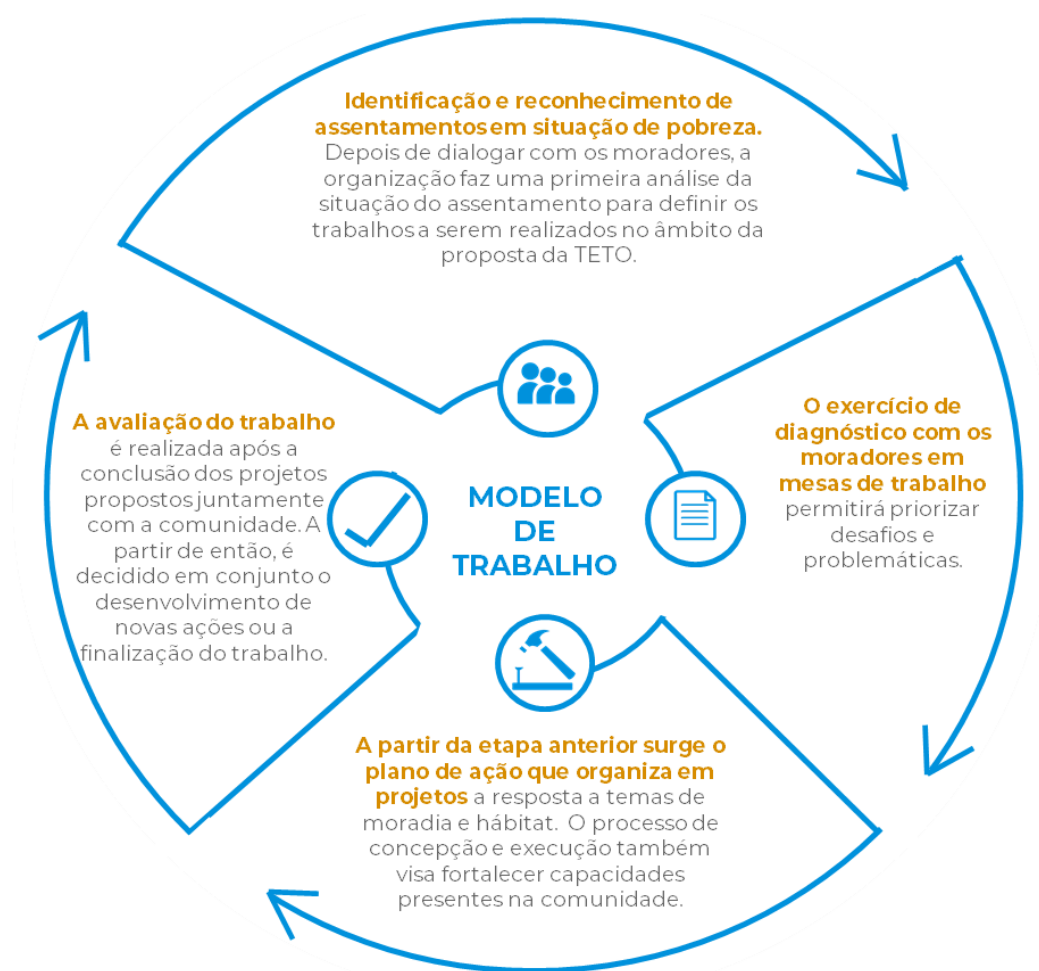 Identificação e reconhecimento de
assentamentos em situação de pobreza.
Depois de dialogar com os moradores, a
organização faz uma primeira análise da
situação do assentamento para definir os
trabalhos a serem realizados no âmbito da
proposta da TETO.
O exercício de
diagnóstico com os
moradores em
mesas de trabalho
permitirá priorizar
desafios e
problemáticas.
A partir da etapa anterior surge o
plano de ação que organiza em
projetos a resposta a temas de
moradia e hábitat. O processo de
concepção e execução também
visa fortalecer capacidades
presentes na comunidade.
A avaliação do trabalho
é realizada após a
conclusão dos projetos
propostos juntamente
com a comunidade. A
partir de então, é
decidido em conjunto o
desenvolvimento de
novas ações ou a
finalização do trabalho.
MODELO
DE
TRABALHO